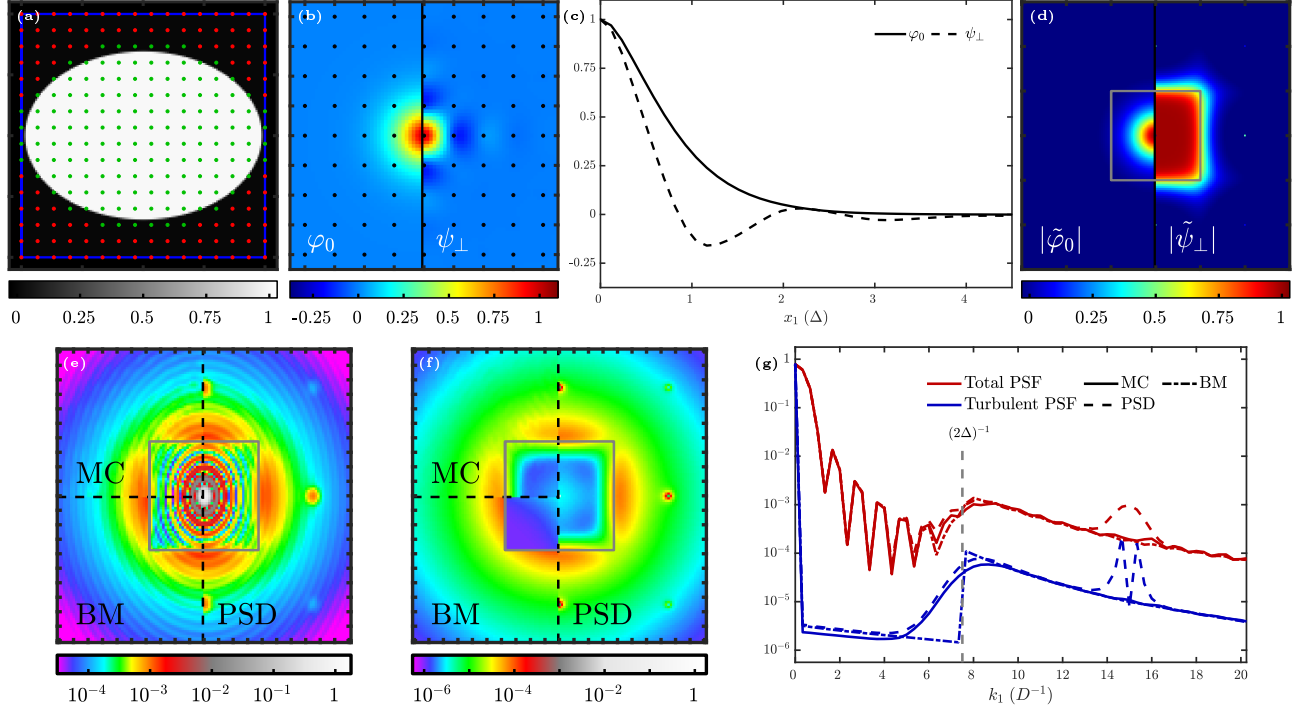 (a)
0 0.25 0.5 0.75 1
(b)
φ₀ ψ⊥
-0.25 0 0.25 0.5 0.75 1
(c)
φ₀ ψ⊥
1
0.75
0.5
0.25
0
-0.25
0 1 2 3 4
x₁ (Δ)
(d)
|φ̃₀| |ψ̃⊥|
0 0.25 0.5 0.75 1
(e)
MC
BM PSD
10⁻⁴ 10⁻³ 10⁻² 10⁻¹ 1
(f)
MC
BM PSD
10⁻⁶ 10⁻⁴ 10⁻² 1
(g)
Total PSF MC BM
Turbulent PSF PSD
(2Δ)⁻¹
1
10⁻¹
10⁻²
10⁻³
10⁻⁴
10⁻⁵
10⁻⁶
0 2 4 6 8 10 12 14 16 18 20
k₁ (D⁻¹)